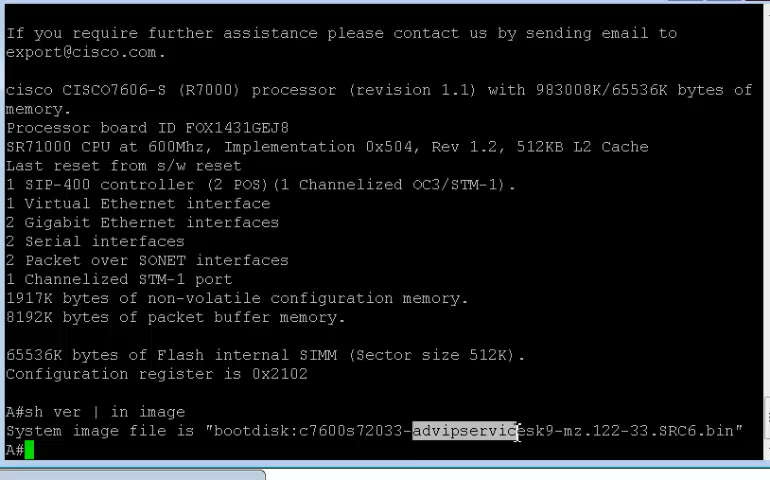 If you require further assistance please contact us by sending email to
export@cisco.com.
cisco CISCO7606-S (R7000) processor (revision 1.1) with 983008K/65536K bytes of
memory.
Processor board ID FOX1431GEJ8
SR71000 CPU at 600Mhz, Implementation 0x504, Rev 1.2, 512KB L2 Cache
Last reset from s/w reset
1 SIP-400 controller (2 POS)(1 Channelized OC3/STM-1).
1 Virtual Ethernet interface
2 Gigabit Ethernet interfaces
2 Serial interfaces
2 Packet over SONET interfaces
1 Channelized STM-1 port
1917K bytes of non-volatile configuration memory.
8192K bytes of packet buffer memory.
65536K bytes of Flash internal SIMM (Sector size 512K).
Configuration register is 0x2102
A#sh ver | in image
System image file is "bootdisk:c7600s72033-advipservicesk9-mz.122-33.SRC6.bin"
A#